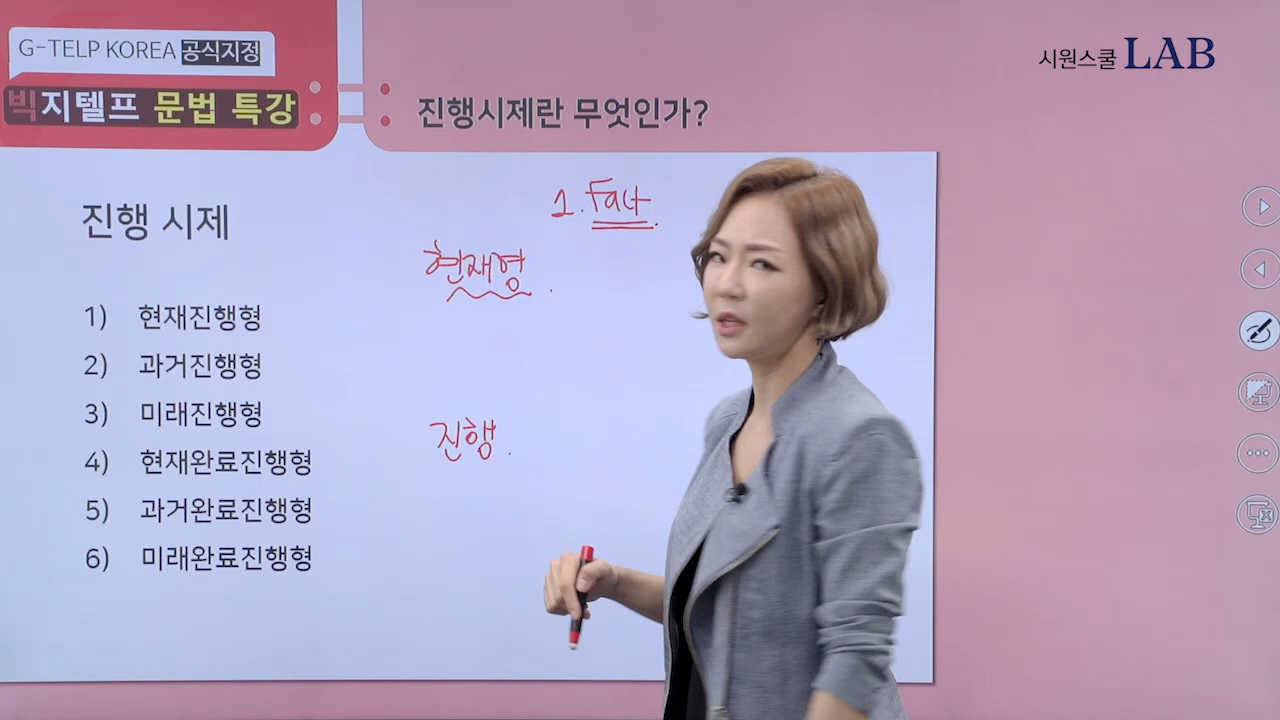 G-TELP KOREA 공식지정
빅지텔프 문법 특강
진행시제란 무엇인가?
시원스쿨 LAB
진행 시제
1) 현재진행형
2) 과거진행형
3) 미래진행형
4) 현재완료진행형
5) 과거완료진행형
6) 미래완료진행형
1.
현재형.
진행.